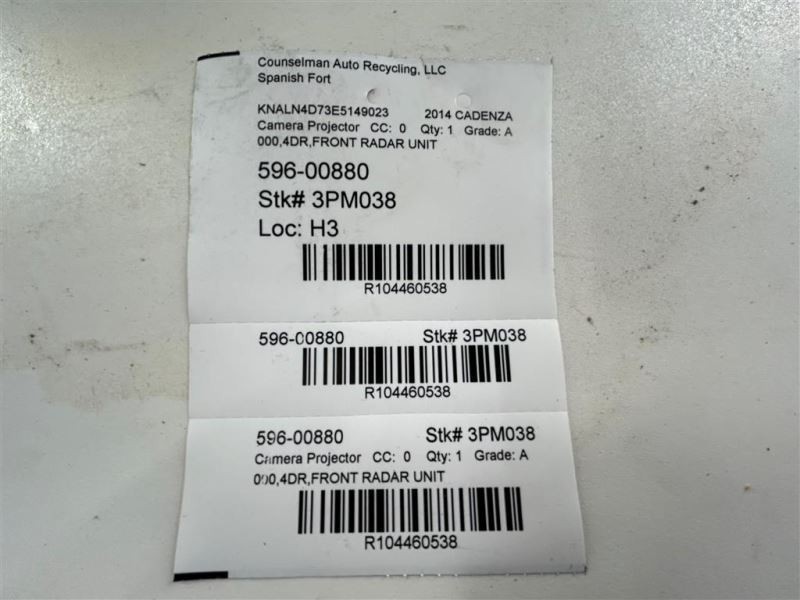 Counselman Auto Recycling, LLC
Spanish Fort
KNALN4D73E5149023 2014 CADENZA
Camera Projector CC: 0 Qty: 1 Grade: A
000,4DR,FRONT RADAR UNIT
596-00880
Stk# 3PM038
Loc: H3
R104460538
596-00880 Stk# 3PM038
R104460538
596-00880 Stk# 3PM038
Camera Projector CC: 0 Qty: 1 Grade: A
000,4DR,FRONT RADAR UNIT
R104460538